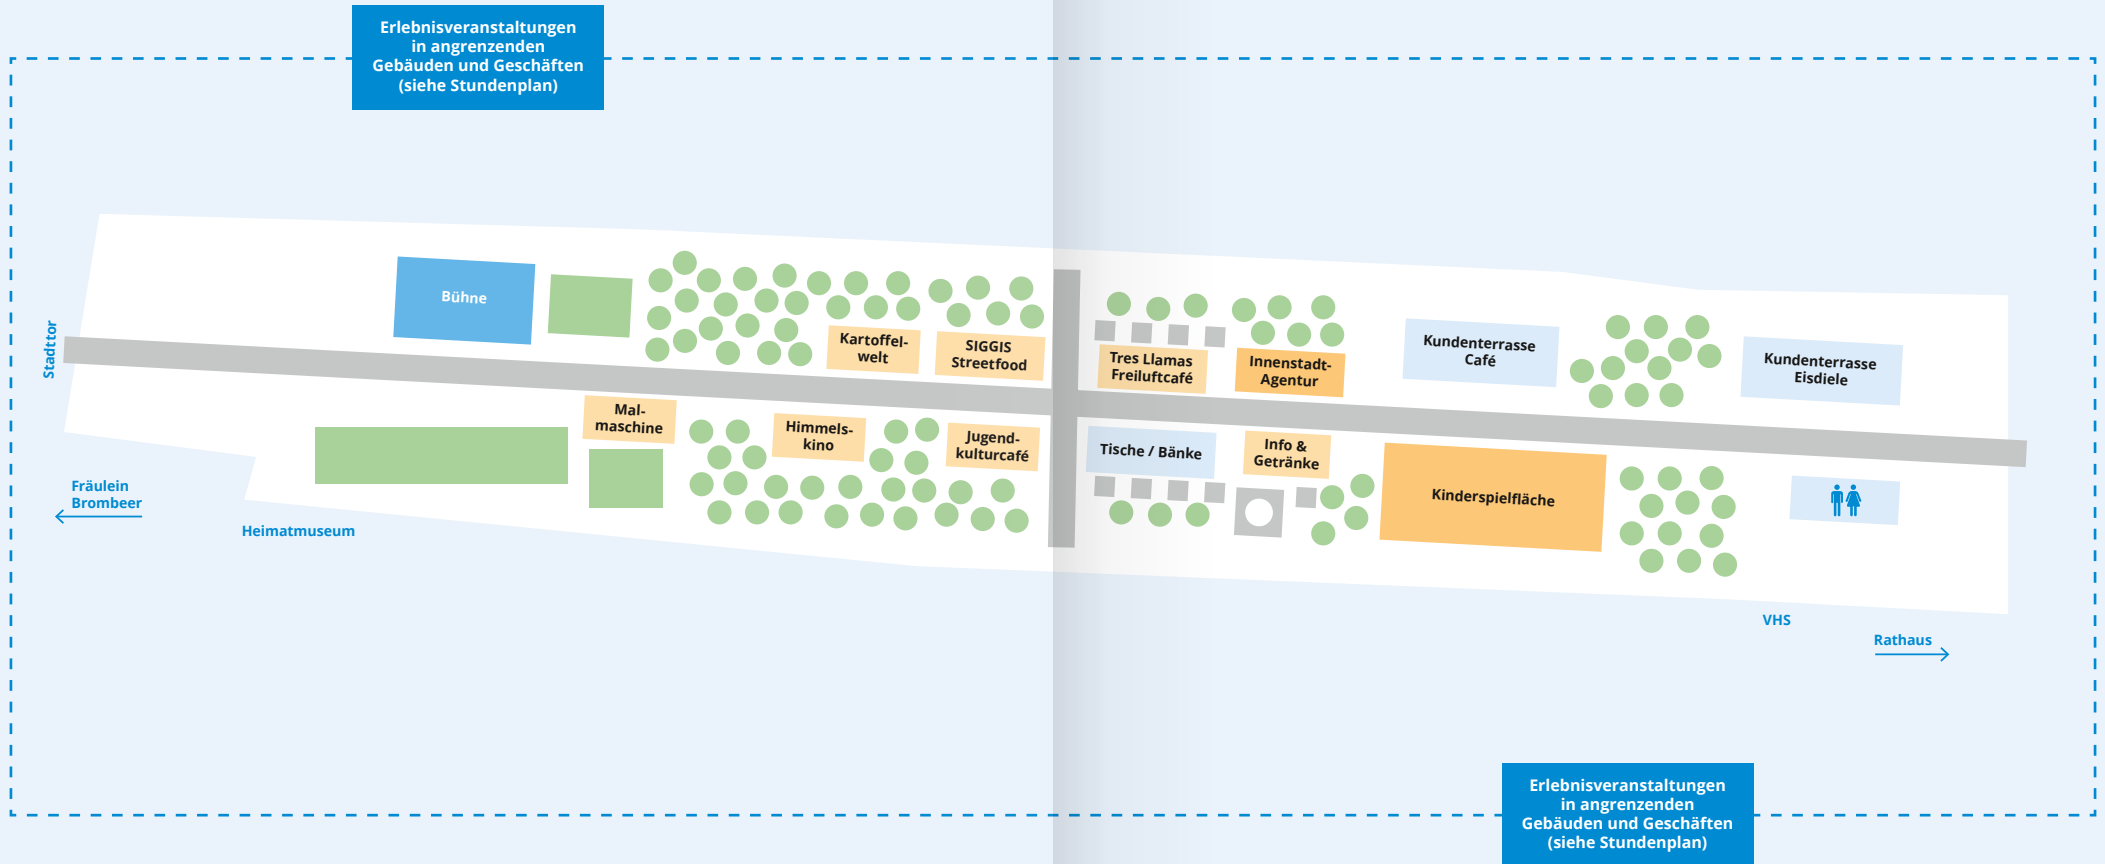 Erlebnisveranstaltungen
in angrenzenden
Gebäuden und Geschäften
(siehe Stundenplan)
Stadttor
Bühne
Kartoffel-
welt
SIGGIS
Streetfood
Tres Llamas
Freiluftcafé
Innenstadt-
Agentur
Kundenterrasse
Café
Kundenterrasse
Eisdiele
Mal-
maschine
Himmels-
kino
Jugend-
kulturcafé
Tische / Bänke
Info &
Getränke
Kinderspielfläche
Fräulein
Brombeer
Heimatmuseum
VHS
Rathaus
Erlebnisveranstaltungen
in angrenzenden
Gebäuden und Geschäften
(siehe Stundenplan)